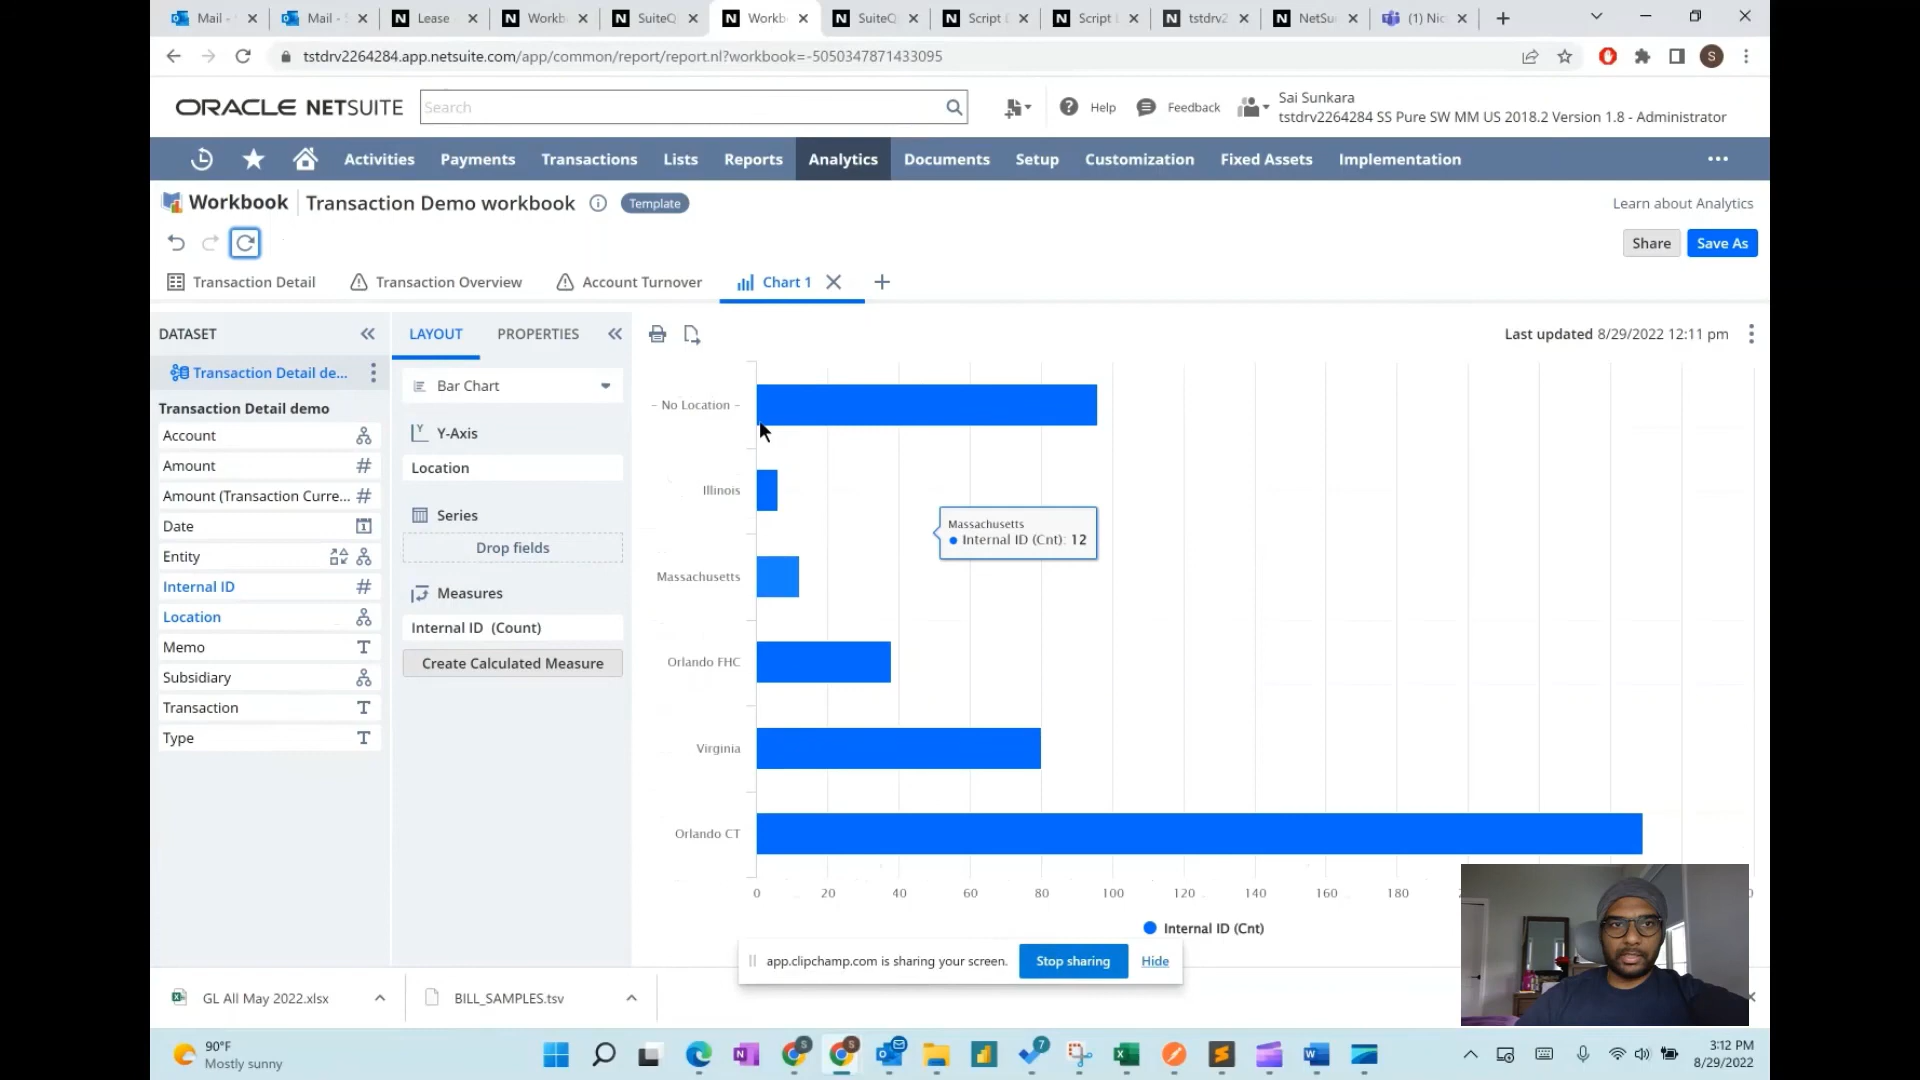 Mail -
Mail -
Lease
Workb
SuiteQ
Workb
SuiteQ
Script
Script
tstdrv2
NetSu
(1) Nic
tstdrv2264284.app.netsuite.com/app/common/report/report.nl?workbook=-5050347871433095
S
ORACLE NETSUITE
Search
Help
Feedback
Sai Sunkara
tstdrv2264284 SS Pure SW MM US 2018.2 Version 1.8 - Administrator
Activities
Payments
Transactions
Lists
Reports
Analytics
Documents
Setup
Customization
Fixed Assets
Implementation
Workbook
Transaction Demo workbook
Template
Learn about Analytics
Share
Save As
Transaction Detail
Transaction Overview
Account Turnover
Chart 1
DATASET
LAYOUT
PROPERTIES
Last updated 8/29/2022 12:11 pm
Transaction Detail de...
Transaction Detail demo
Account
Amount
Amount (Transaction Curre...
Date
Entity
Internal ID
Location
Memo
Subsidiary
Transaction
Type
Bar Chart
Y-Axis
Location
Series
Drop fields
Measures
Internal ID (Count)
Create Calculated Measure
- No Location -
Illinois
Massachusetts
Orlando FHC
Virginia
Orlando CT
Massachusetts
Internal ID (Cnt): 12
0 20 40 60 80 100 120 140 160 180
Internal ID (Cnt)
app.clipchamp.com is sharing your screen.
Stop sharing
Hide
GL All May 2022.xlsx
BILL_SAMPLES.tsv
90°F
Mostly sunny
7
3:12 PM
8/29/2022